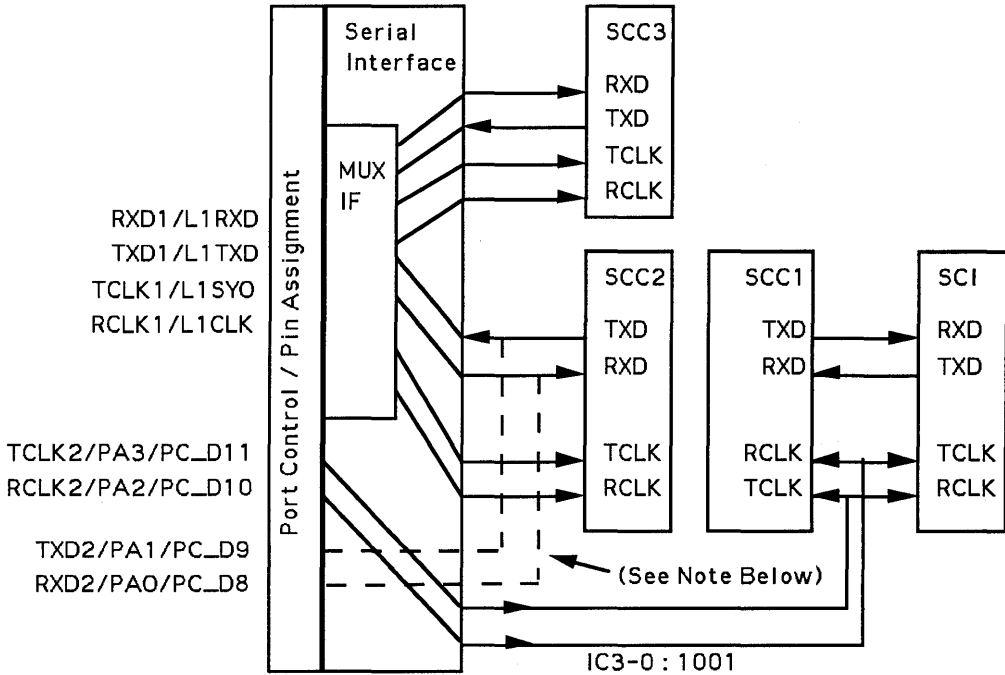 Serial
Interface
MUX
IF
Port Control / Pin Assignment
RXD1/L1RXD
TXD1/L1TXD
TCLK1/L1SY0
RCLK1/L1CLK
TCLK2/PA3/PC_D11
RCLK2/PA2/PC_D10
TXD2/PA1/PC_D9
RXD2/PA0/PC_D8
SCC3
RXD
TXD
TCLK
RCLK
SCC2
TXD
RXD
TCLK
RCLK
SCC1
TXD
RXD
RCLK
TCLK
SCI
RXD
TXD
TCLK
RCLK
(See Note Below)
IC3-0 : 1001